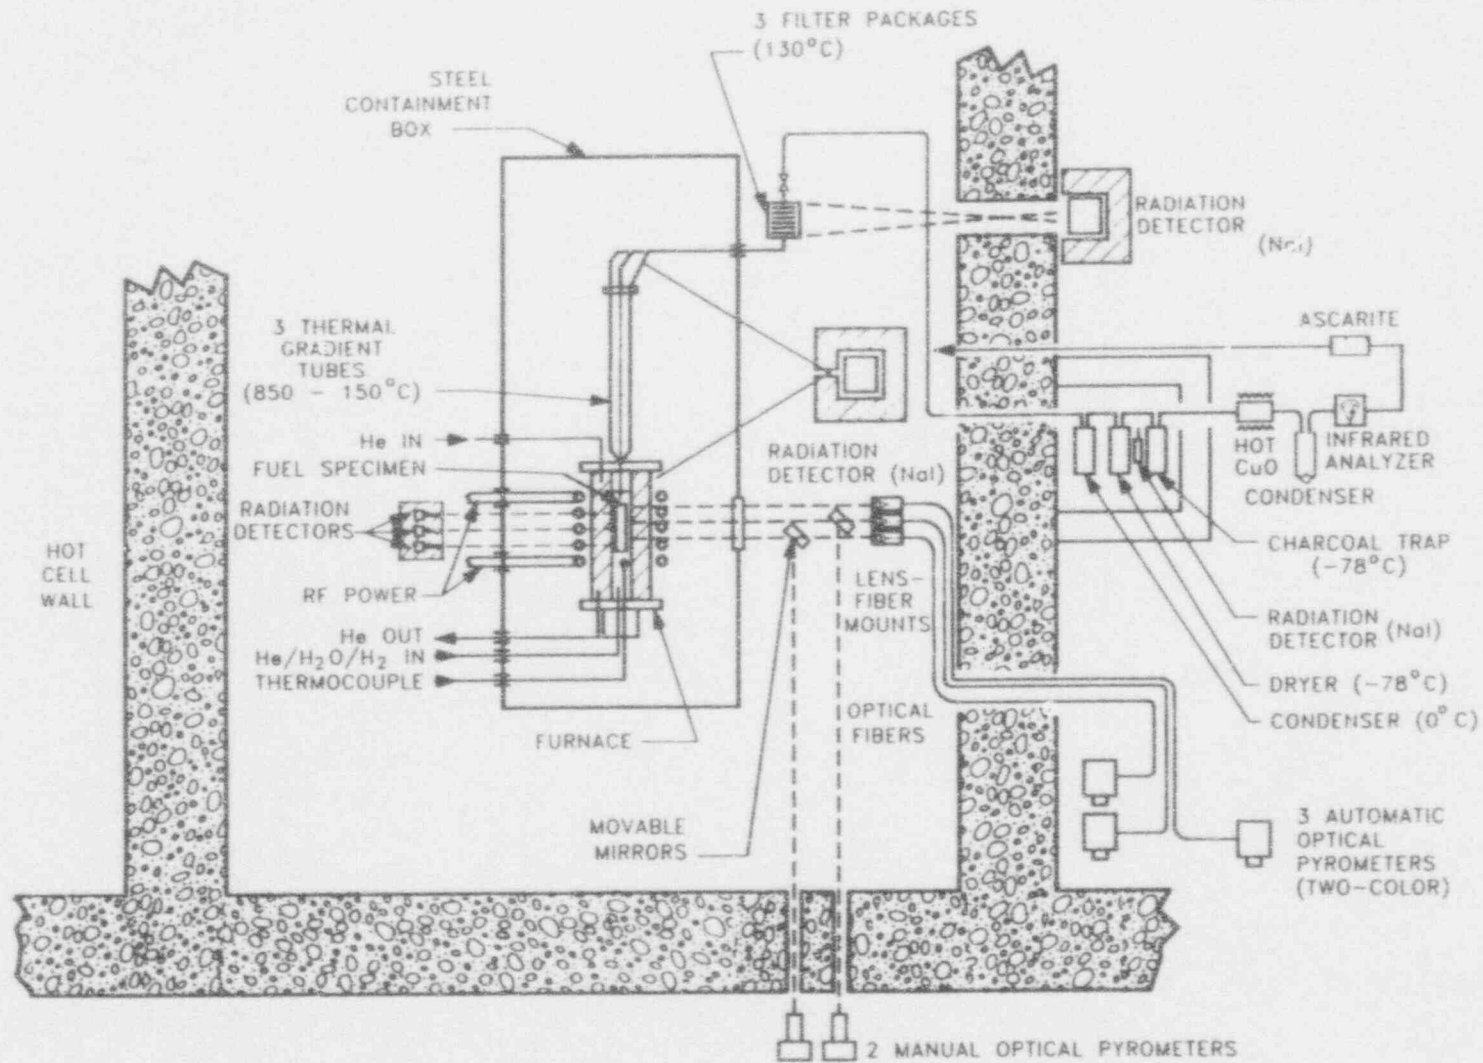 3 FILTER PACKAGES
(130°C)
STEEL
CONTAINMENT
BOX
RADIATION
DETECTOR
(NaI)
3 THERMAL
GRADIENT
TUBES
(850 - 150°C)
ASCARITE
He IN
FUEL SPECIMEN
RADIATION
DETECTOR (NaI)
HOT
CuO
INFRARED
ANALYZER
CONDENSER
RADIATION
DETECTORS
HOT
CELL
WALL
CHARCOAL TRAP
(-78°C)
RF POWER
LENS-
FIBER
MOUNTS
RADIATION
DETECTOR (NaI)
He OUT
He/H₂O/H₂ IN
THERMOCOUPLE
DRYER (-78°C)
CONDENSER (0°C)
OPTICAL
FIBERS
FURNACE
MOVABLE
MIRRORS
3 AUTOMATIC
OPTICAL
PYROMETERS
(TWO-COLOR)
2 MANUAL OPTICAL PYROMETERS